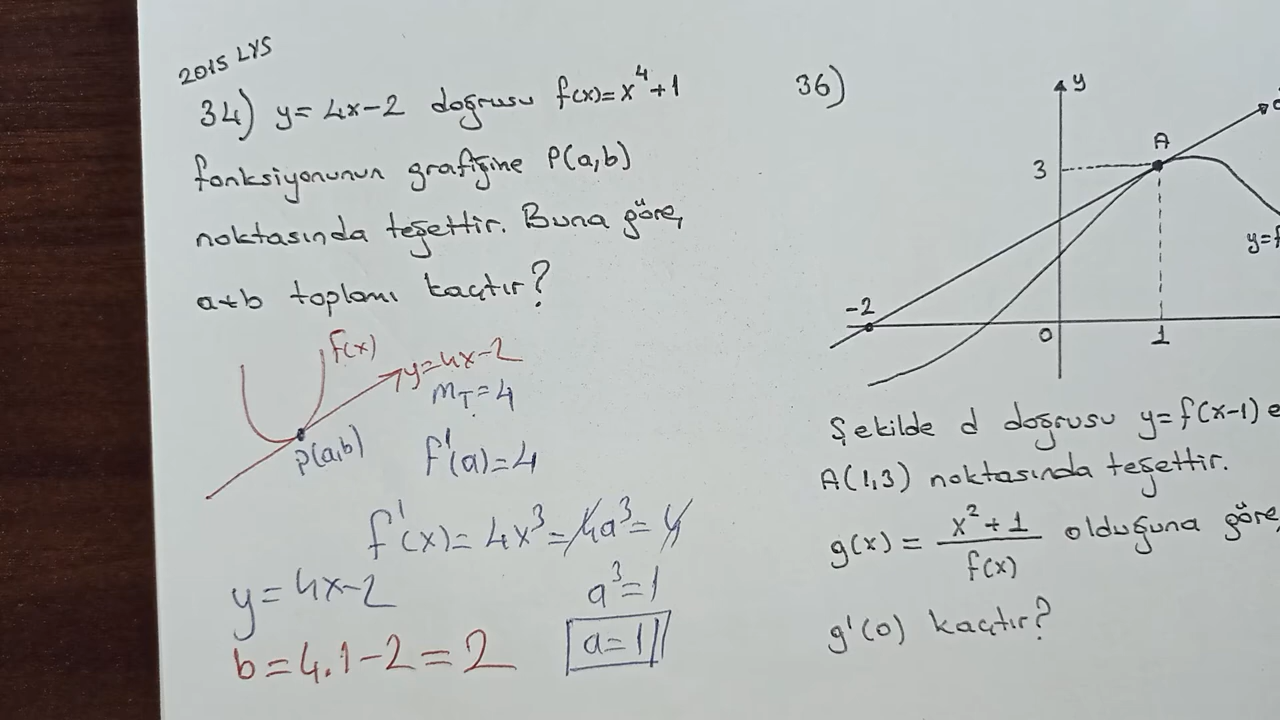 2015 LYS
34) y=4x-2 doğrusu f(x)=x⁴+1
fonksiyonunun grafiğine P(a,b)
noktasında teğettir. Buna göre,
a+b toplamı kaçtır?
f(x)
y=4x-2
m_T=4
P(a,b)
f'(a)=4
f'(x)=4x³=4a³=4
y=4x-2
a³=1
b=4.1-2=2
a=1
36)
y
A
3
-2
0
1
Şekilde d doğrusu y=f(x-1)
A(1,3) noktasında teğettir.
g(x)= x²+1 / f(x) olduğuna göre,
g'(0) kaçtır?